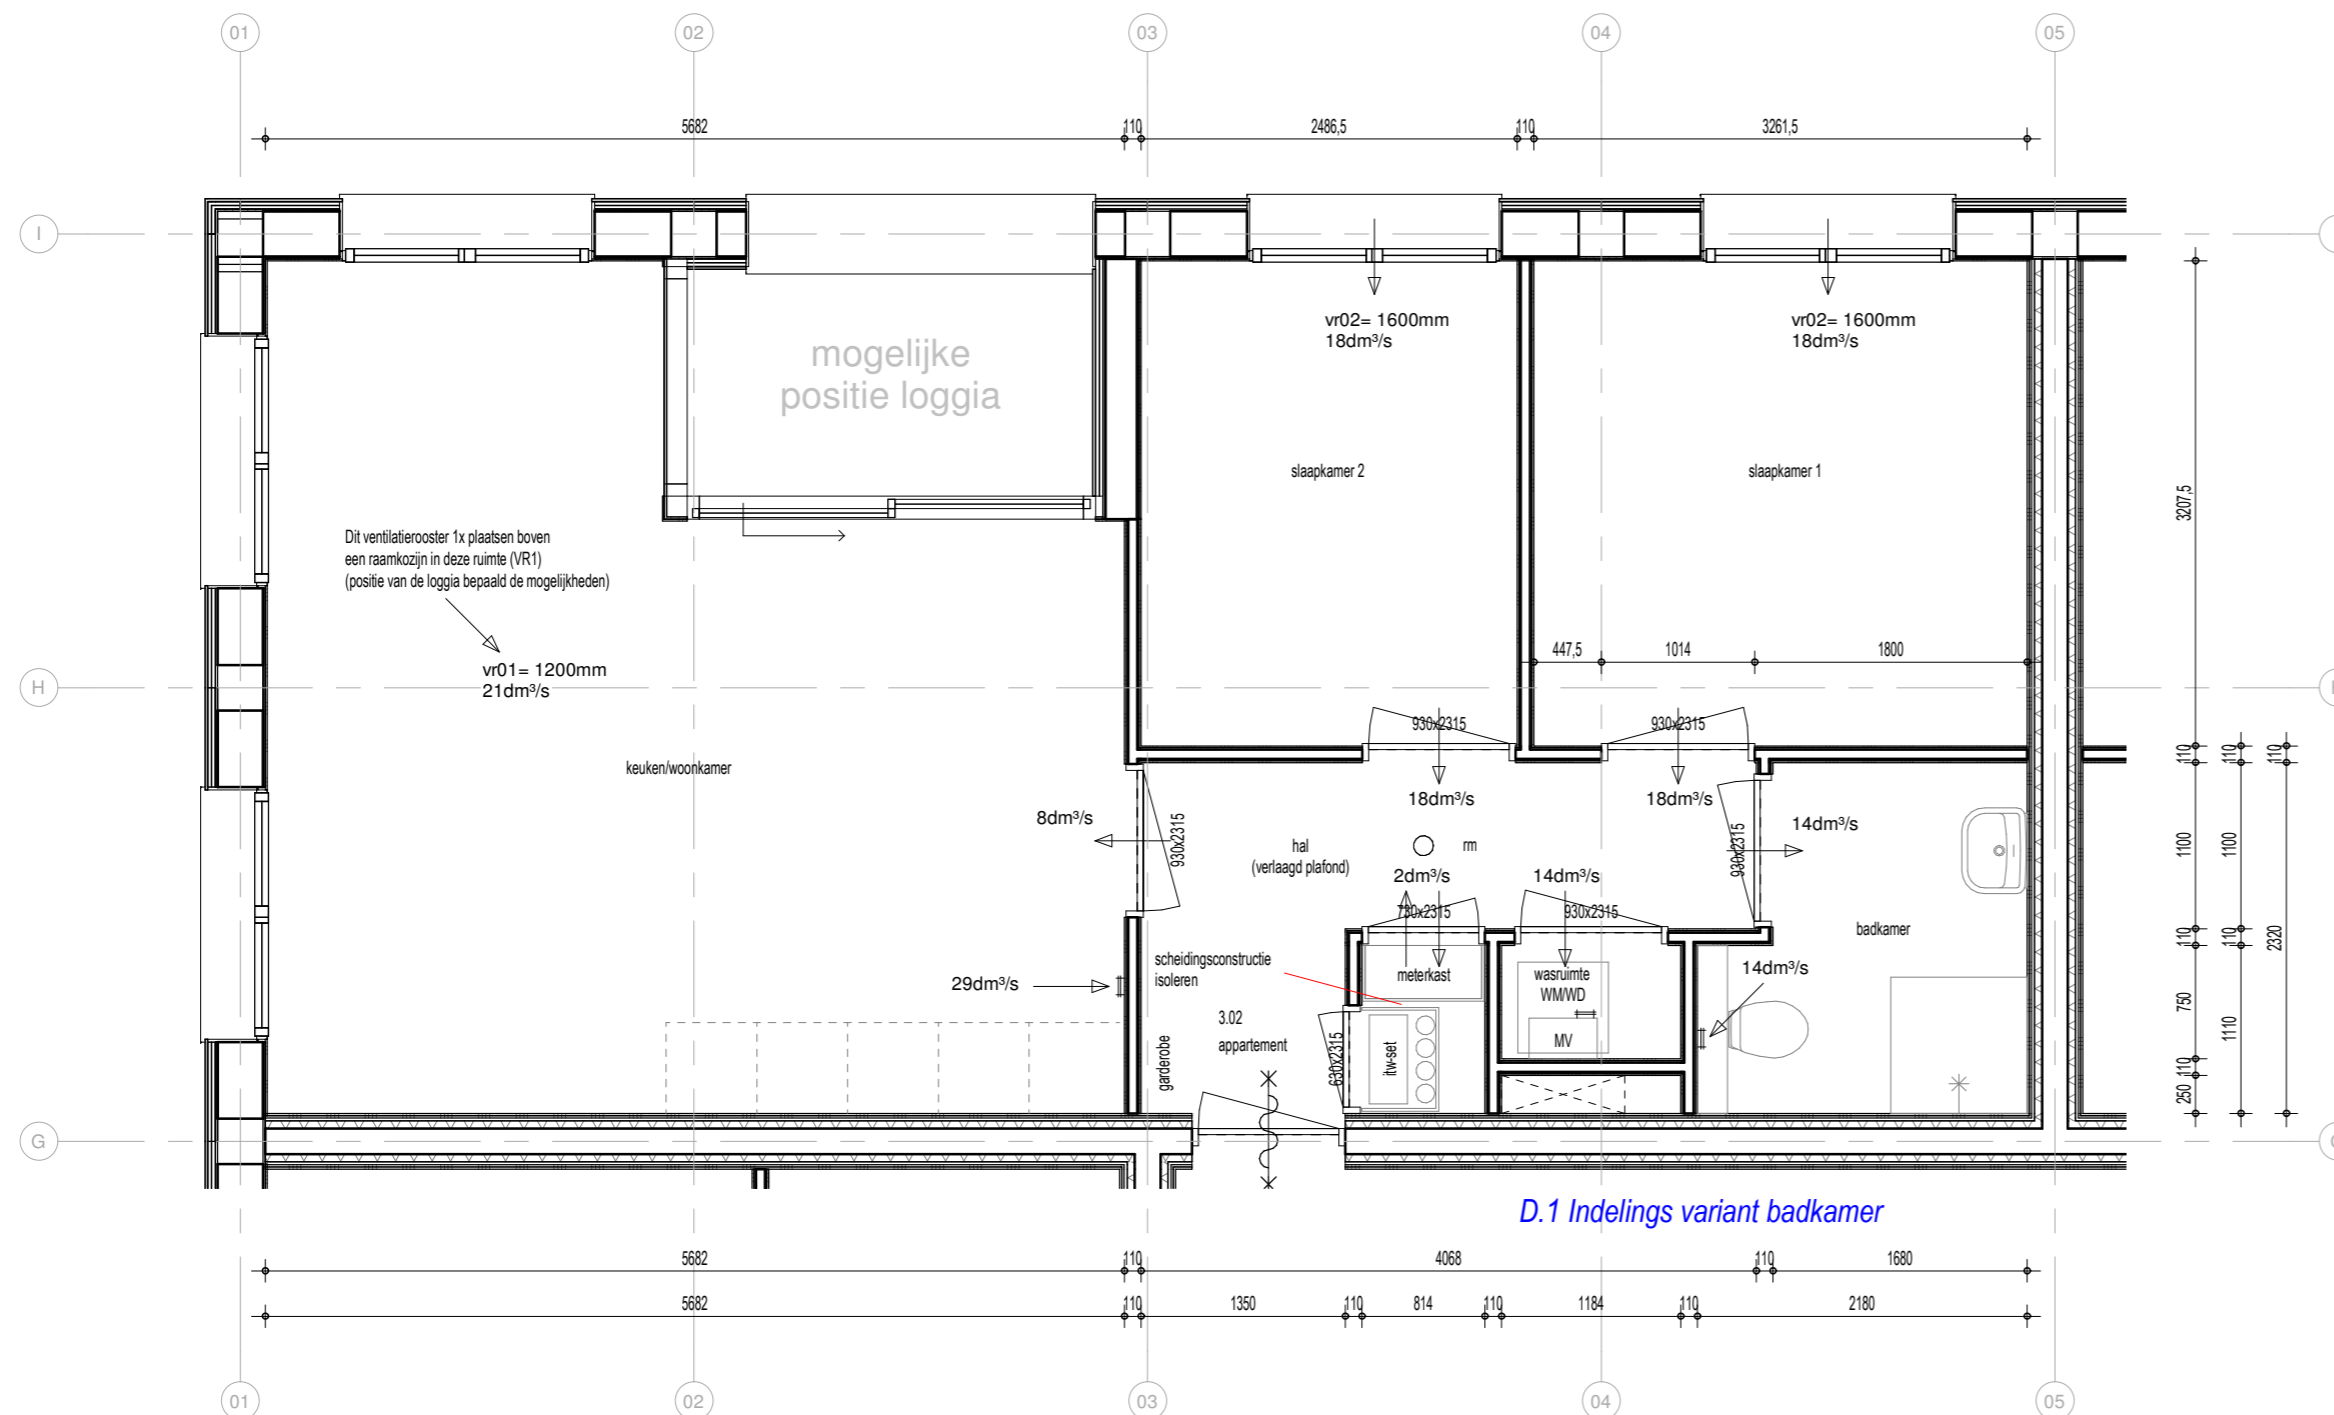 01 02 03 04 05
5682 110 2486,5 110 3261,5
I
vr02= 1600mm
18dm³/s
vr02= 1600mm
18dm³/s
mogelijke
positie loggia
slaapkamer 2
slaapkamer 1
3207,5
Dit ventilatierooster 1x plaatsen boven
een raamkozijn in deze ruimte (VR1)
(positie van de loggia bepaald de mogelijkheden)
vr01= 1200mm
21dm³/s
447,5 1014 1800
H
930x2315
930x2315
keuken/woonkamer
110 110 110
18dm³/s
18dm³/s
8dm³/s
930x2315
14dm³/s
930x2315
hal
(verlaagd plafond)
rm
1100 1100
2dm³/s
14dm³/s
730x2315
930x2315
badkamer
110 110 2320
scheidingsconstructie
isoleren
meterkast
wasruimte
WM/WD
14dm³/s
29dm³/s
750 1110
3.02
appartement
garderobe
630x2315
itw-set
MV
110
250
G
D.1 Indelings variant badkamer
5682 110 4068 110 1680
5682 110 1350 110 814 110 1184 110 2180
01 02 03 04 05